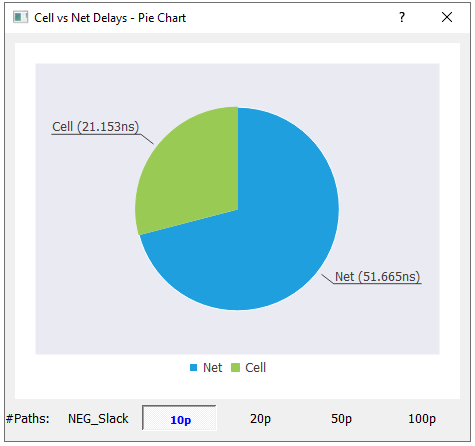 Cell vs Net Delays - Pie Chart
Cell (21.153ns)
Net (51.665ns)
Net Cell
#Paths: NEG_Slack 10p 20p 50p 100p